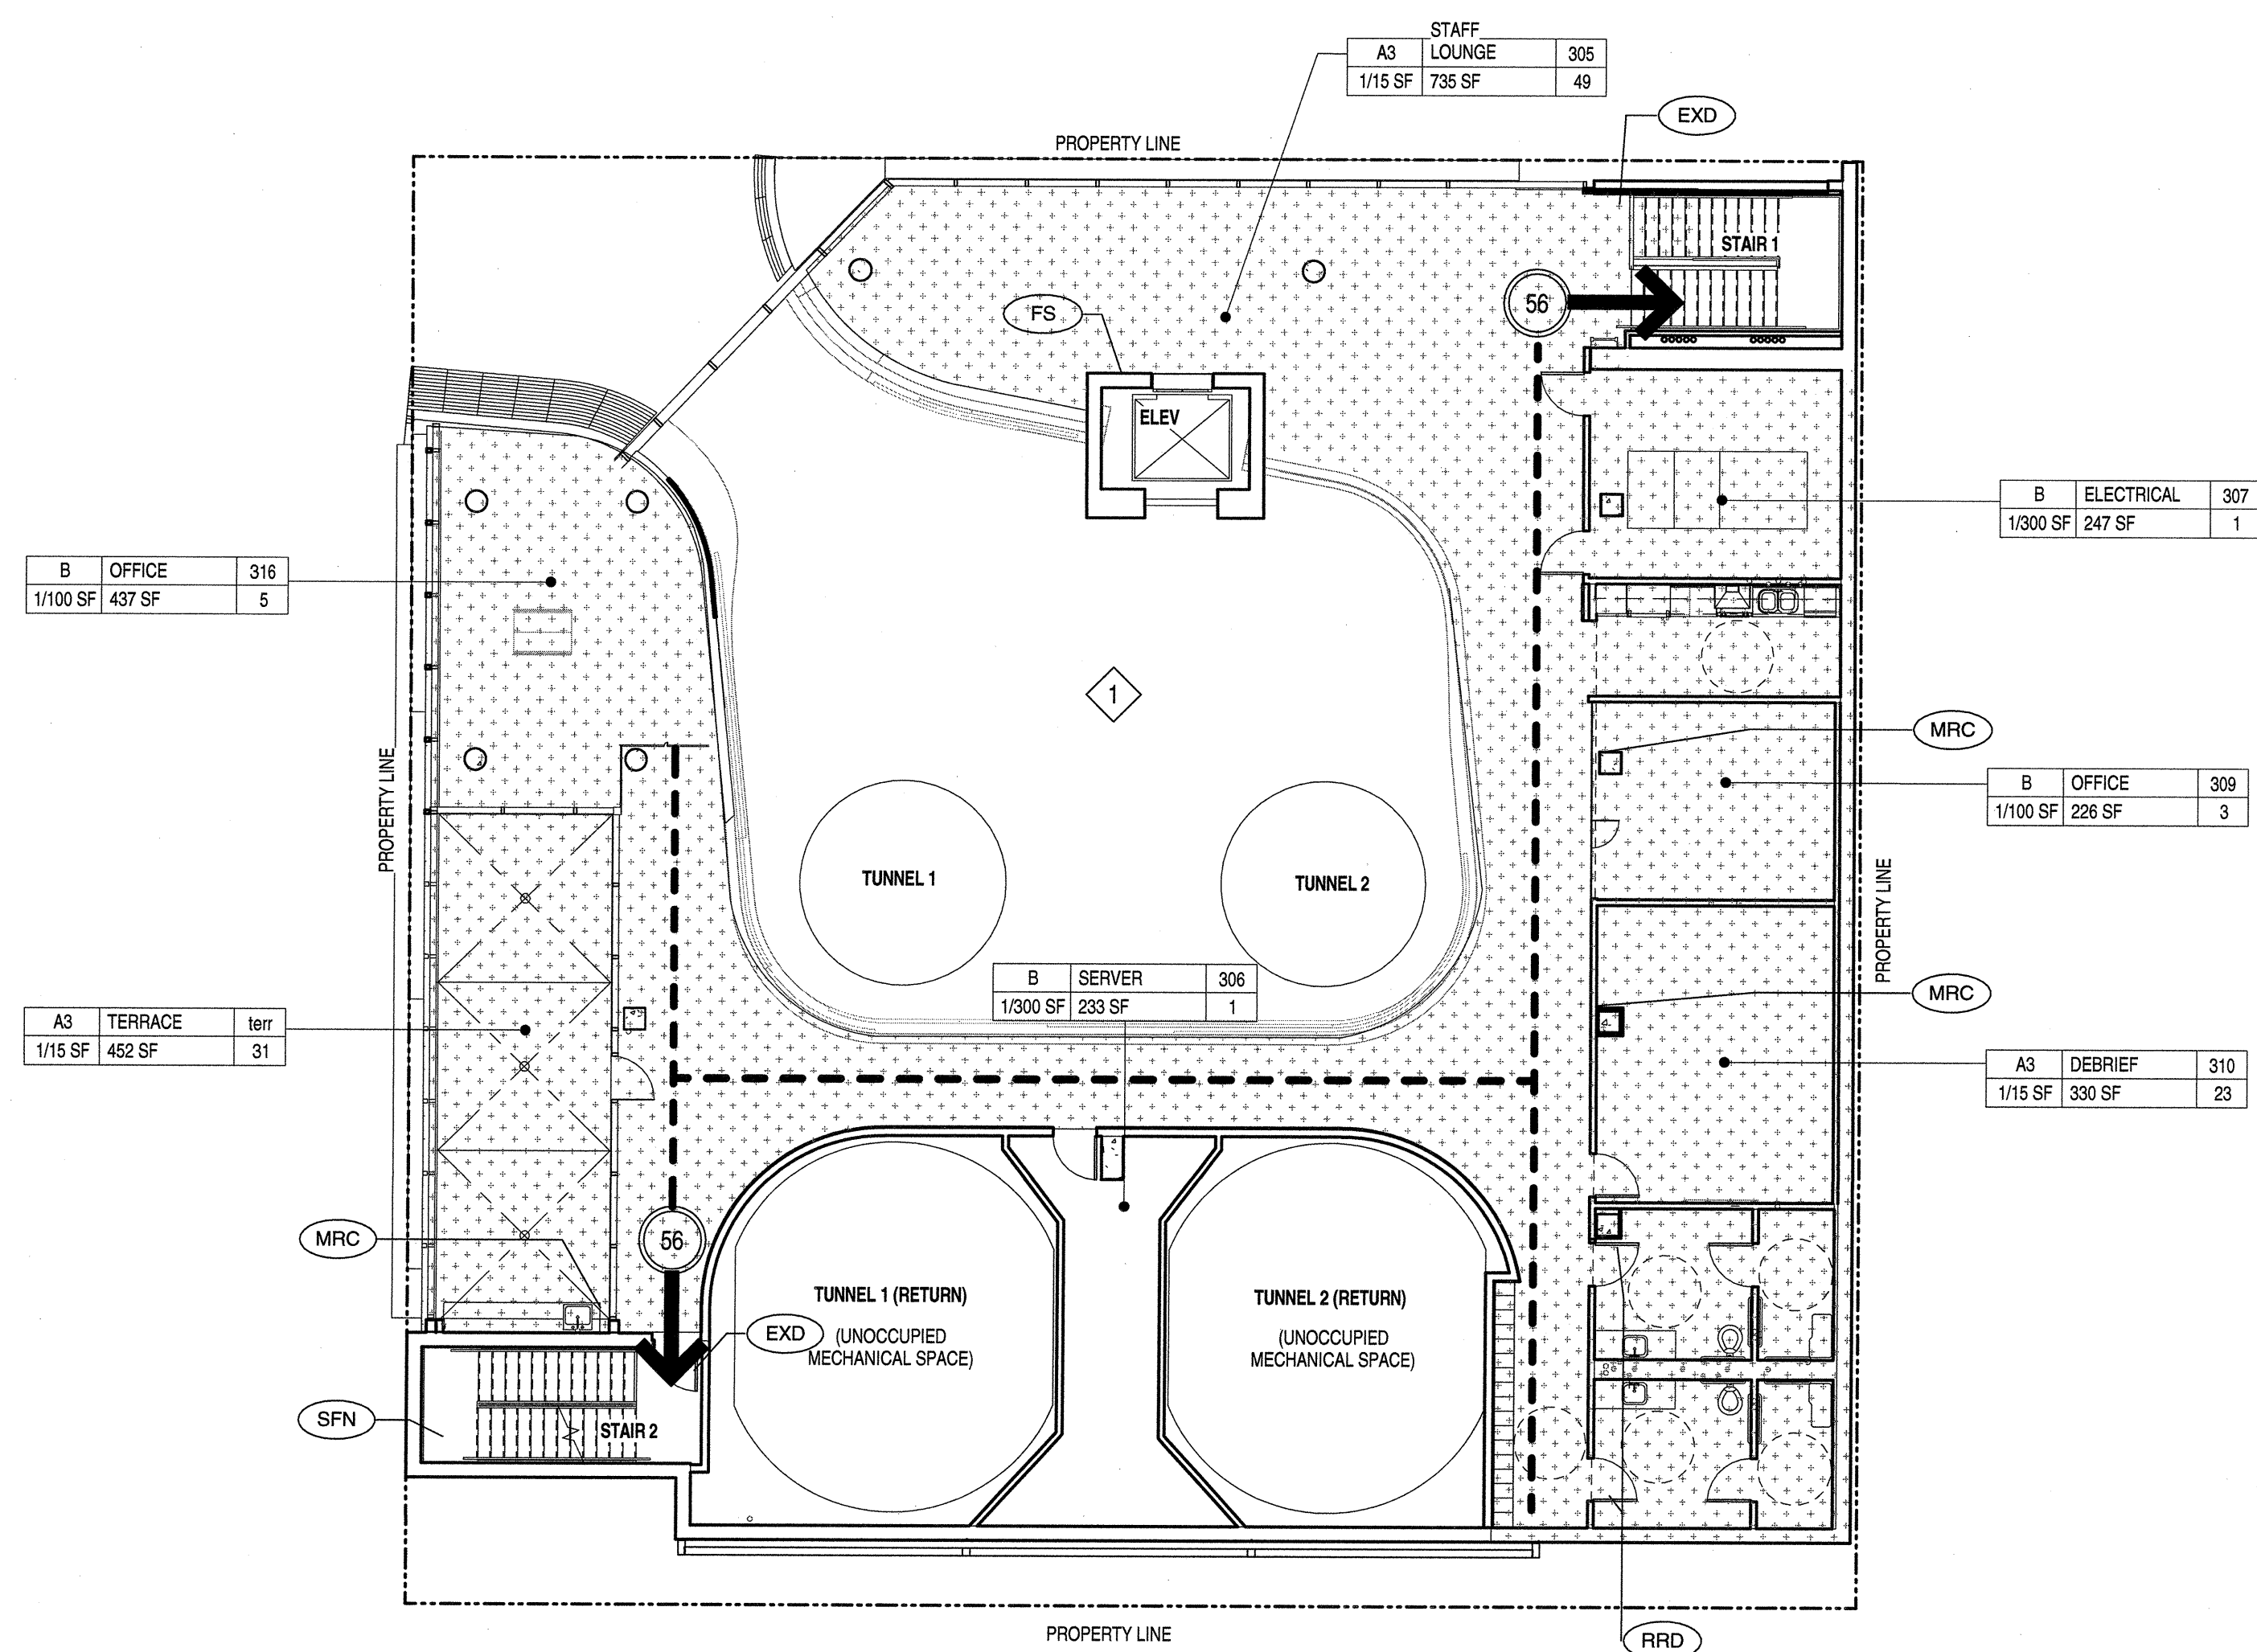 STAFF
A3 LOUNGE 305
1/15 SF 735 SF 49
EXD
PROPERTY LINE
STAIR 1
56
FS
ELEV
B ELECTRICAL 307
1/300 SF 247 SF 1
B OFFICE 316
1/100 SF 437 SF 5
1
MRC
B OFFICE 309
1/100 SF 226 SF 3
PROPERTY LINE
PROPERTY LINE
TUNNEL 1
TUNNEL 2
B SERVER 306
1/300 SF 233 SF 1
MRC
A3 TERRACE terr
1/15 SF 452 SF 31
A3 DEBRIEF 310
1/15 SF 330 SF 23
MRC
56
TUNNEL 1 (RETURN)
(UNOCCUPIED
MECHANICAL SPACE)
TUNNEL 2 (RETURN)
(UNOCCUPIED
MECHANICAL SPACE)
EXD
SFN
STAIR 2
PROPERTY LINE
RRD